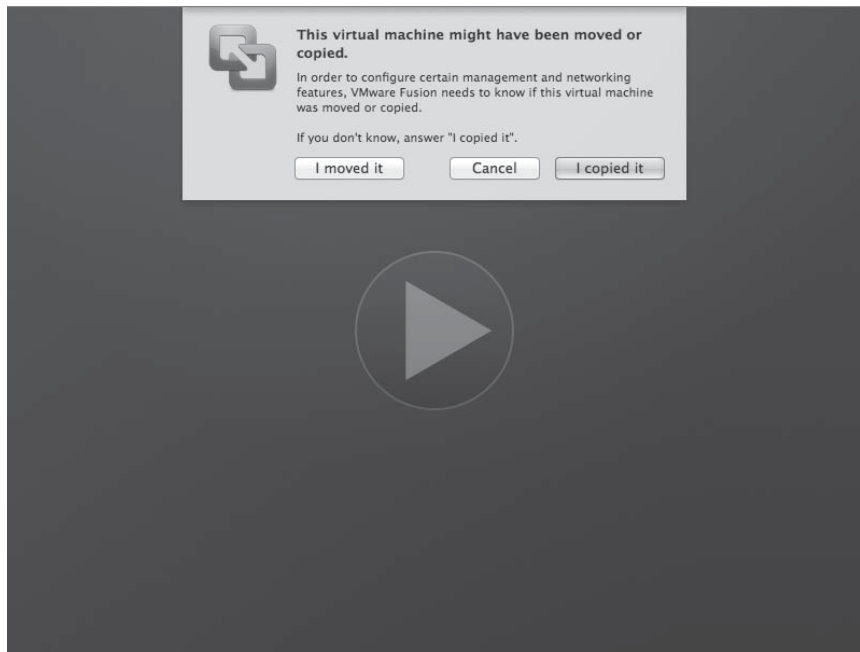 This virtual machine might have been moved or
copied.
In order to configure certain management and networking
features, VMware Fusion needs to know if this virtual machine
was moved or copied.
If you don't know, answer "I copied it".
I moved it
Cancel
I copied it